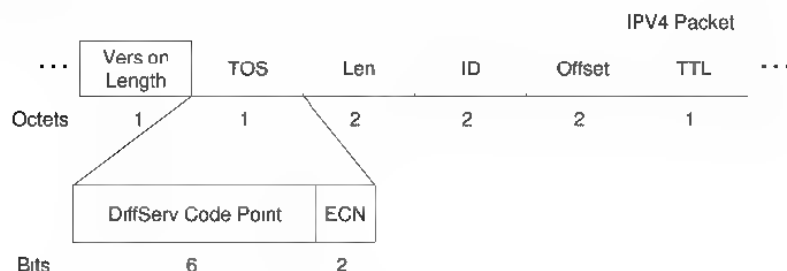 IPV4 Packet
... Vers on Length TOS Len ID Offset TTL ...
Octets 1 1 2 2 2 1
DiffServ Code Point ECN
Bits 6 2